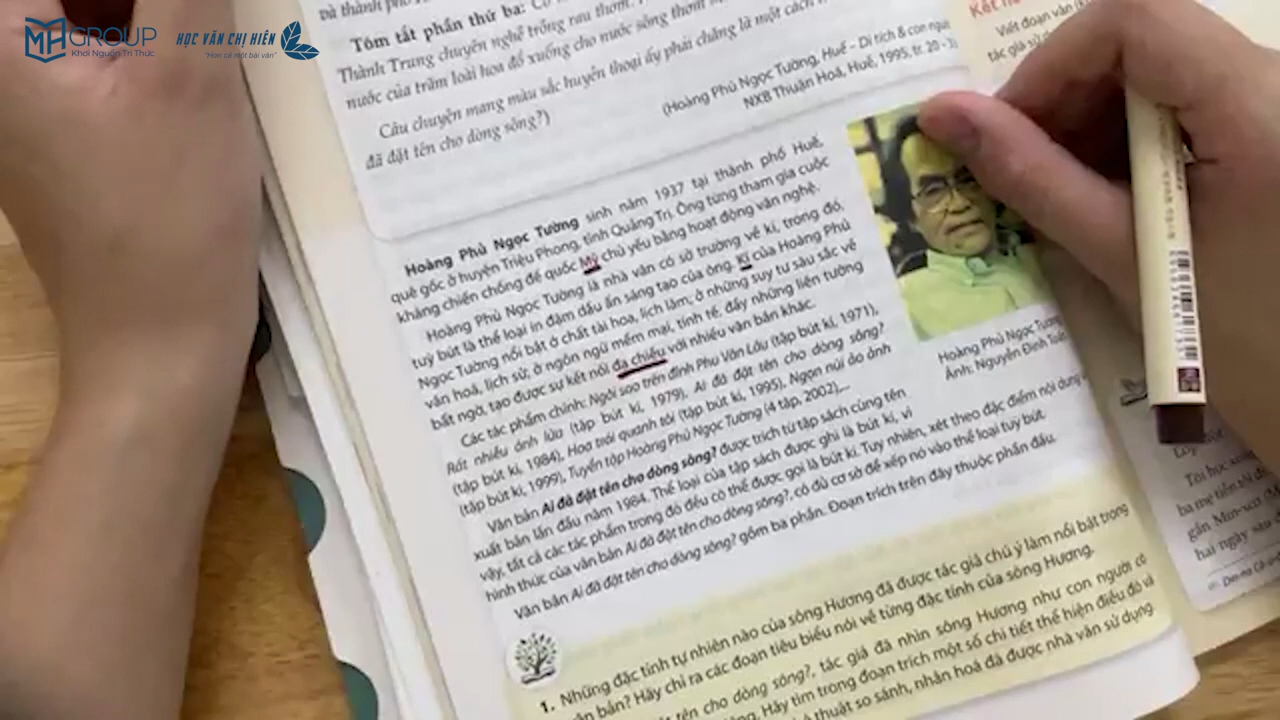 MH GROUP
Khơi Nguồn Tri Thức
HỌC VĂN CHỊ HIÊN
"Hơn cả một bài văn"
và thành phố
Tóm tắt phần thứ ba:
Thành Trung chuyên nghề trồng rau thơm.
nước của trăm loài hoa đổ xuống cho nước sông thơm
Câu chuyện mang màu sắc huyền thoại ấy phải chăng là một cách
đã đặt tên cho dòng sông?)
(Hoàng Phủ Ngọc Tường, Huế – Di tích & con người
NXB Thuận Hoá, Huế, 1995, tr. 20 - 3
Hoàng Phủ Ngọc Tường sinh năm 1937 tại thành phố Huế,
quê gốc ở huyện Triệu Phong, tỉnh Quảng Trị. Ông từng tham gia cuộc
kháng chiến chống đế quốc Mỹ chủ yếu bằng hoạt động văn nghệ.
Hoàng Phủ Ngọc Tường là nhà văn có sở trường về kí, trong đó,
tuỳ bút là thể loại in đậm dấu ấn sáng tạo của ông. Kí của Hoàng Phủ
Ngọc Tường nổi bật ở chất tài hoa, lịch lãm; ở những suy tư sâu sắc về
văn hoá, lịch sử; ở ngôn ngữ mềm mại, tinh tế, đầy những liên tưởng
bất ngờ, tạo được sự kết nối đa chiều với nhiều văn bản khác.
Các tác phẩm chính: Ngôi sao trên đỉnh Phu Văn Lâu (tập bút kí, 1971),
Rất nhiều ánh lửa (tập bút kí, 1979), Ai đã đặt tên cho dòng sông?
(tập bút kí, 1984), Hoa trái quanh tôi (tập bút kí, 1995), Ngọn núi ảo ảnh
(tập bút kí, 1999), Tuyển tập Hoàng Phủ Ngọc Tường (4 tập, 2002),...
Văn bản Ai đã đặt tên cho dòng sông? được trích từ tập sách cùng tên
xuất bản lần đầu năm 1984. Thể loại của tập sách được ghi là bút kí, vì
vậy, tất cả các tác phẩm trong đó đều có thể được gọi là bút kí. Tuy nhiên, xét theo đặc điểm nội dung
hình thức của văn bản Ai đã đặt tên cho dòng sông?, có đủ cơ sở để xếp nó vào thể loại tuỳ bút.
Văn bản Ai đã đặt tên cho dòng sông? gồm ba phần. Đoạn trích trên đây thuộc phần đầu.
Hoàng Phủ Ngọc Tường
Ảnh: Nguyễn Đình
1. Những đặc tính tự nhiên nào của sông Hương đã được tác giả chú ý làm nổi bật trong
văn bản? Hãy chỉ ra các đoạn tiêu biểu nói về từng đặc tính của sông Hương.
tên cho dòng sông?, tác giả đã nhìn sông Hương như con người có
Hãy tìm trong đoạn trích một số chi tiết thể hiện điều đó và
thuật so sánh, nhân hoá đã được nhà văn sử dụng
Kết
Viết đoạn văn
tác giả sử
Tôi học
ba mẹ tiễn
gần
hai ngày sau